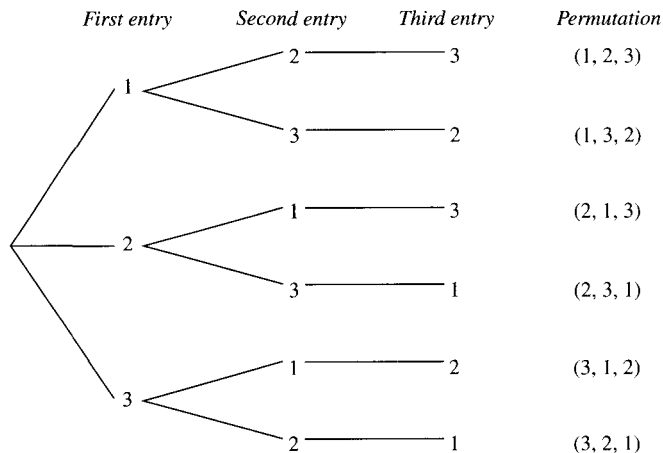 First entry Second entry Third entry Permutation
2 3 (1, 2, 3)
1
3 2 (1, 3, 2)
1 3 (2, 1, 3)
2
3 1 (2, 3, 1)
1 2 (3, 1, 2)
3
2 1 (3, 2, 1)